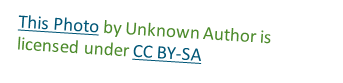 This Photo by Unknown Author is
licensed under CC BY-SA